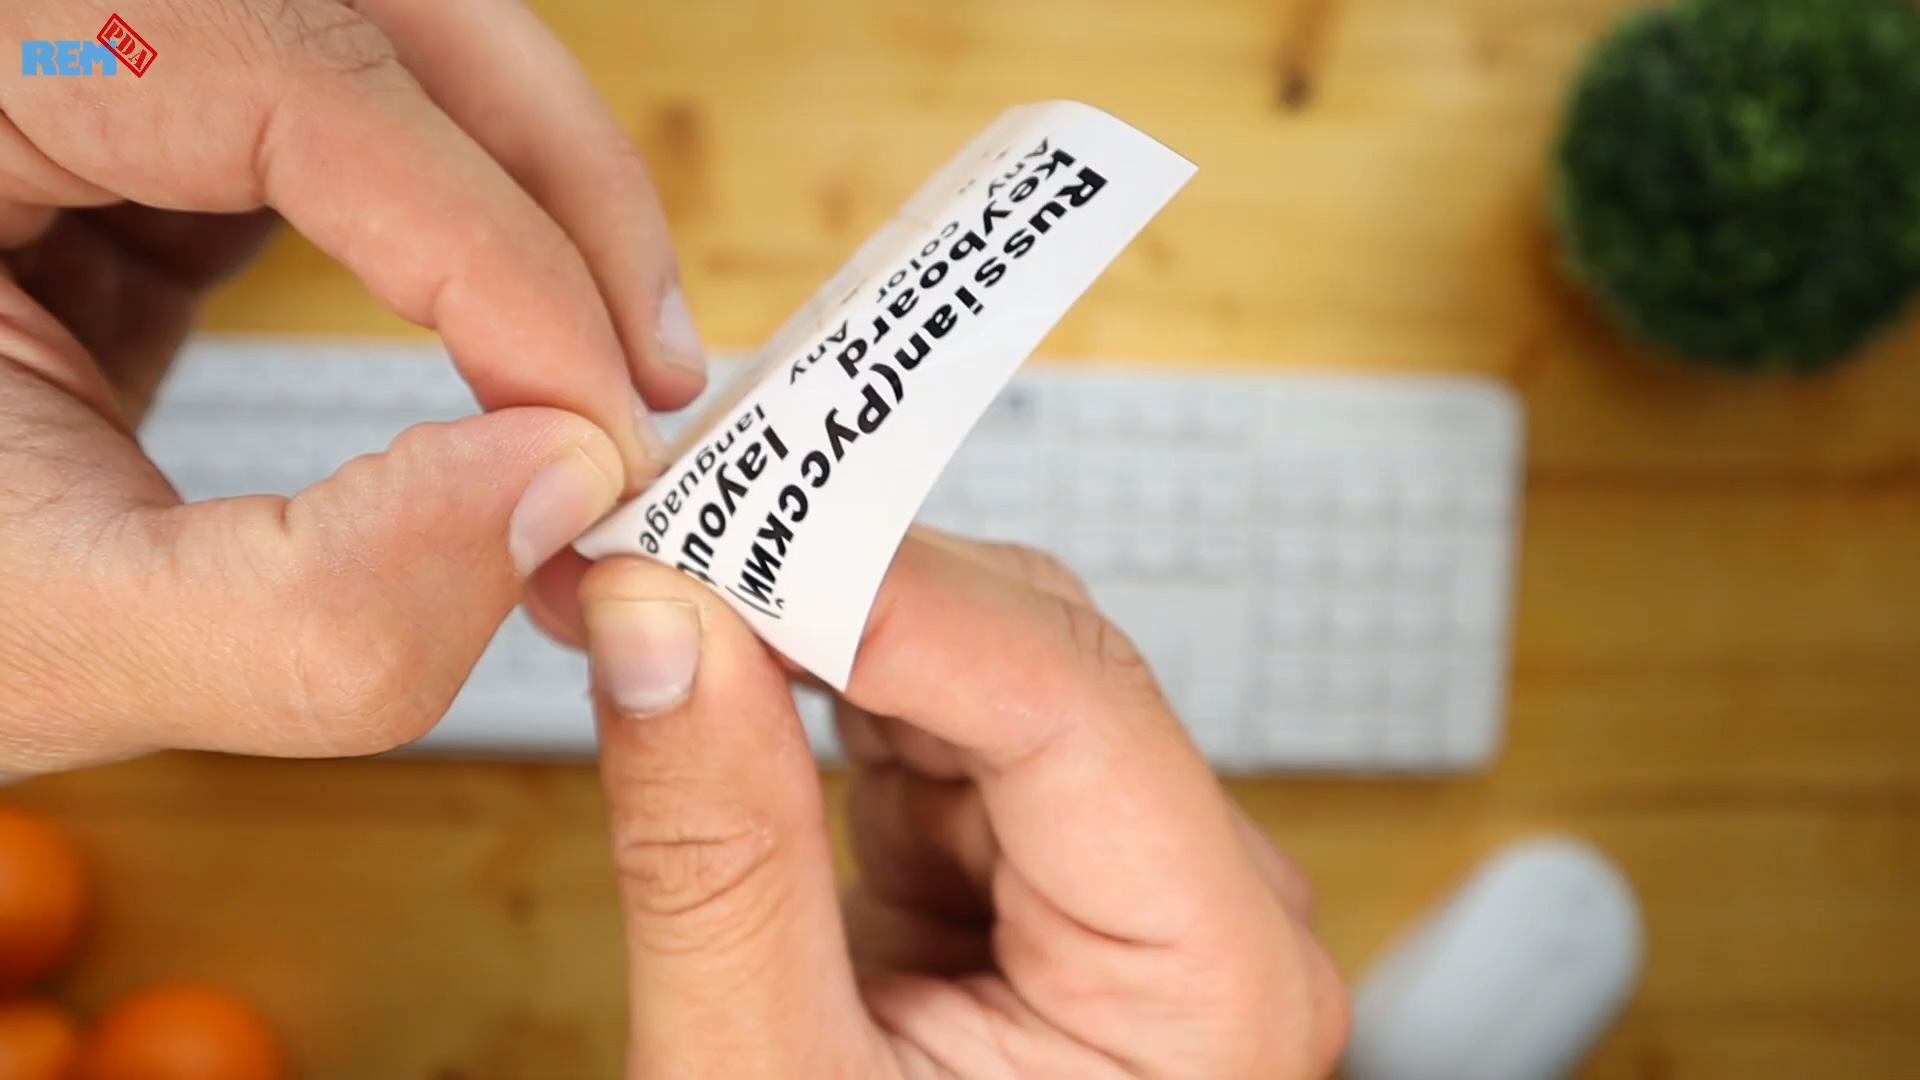 REM
PDA
Russian(Русский)
Keyboard layout
Any color Any language